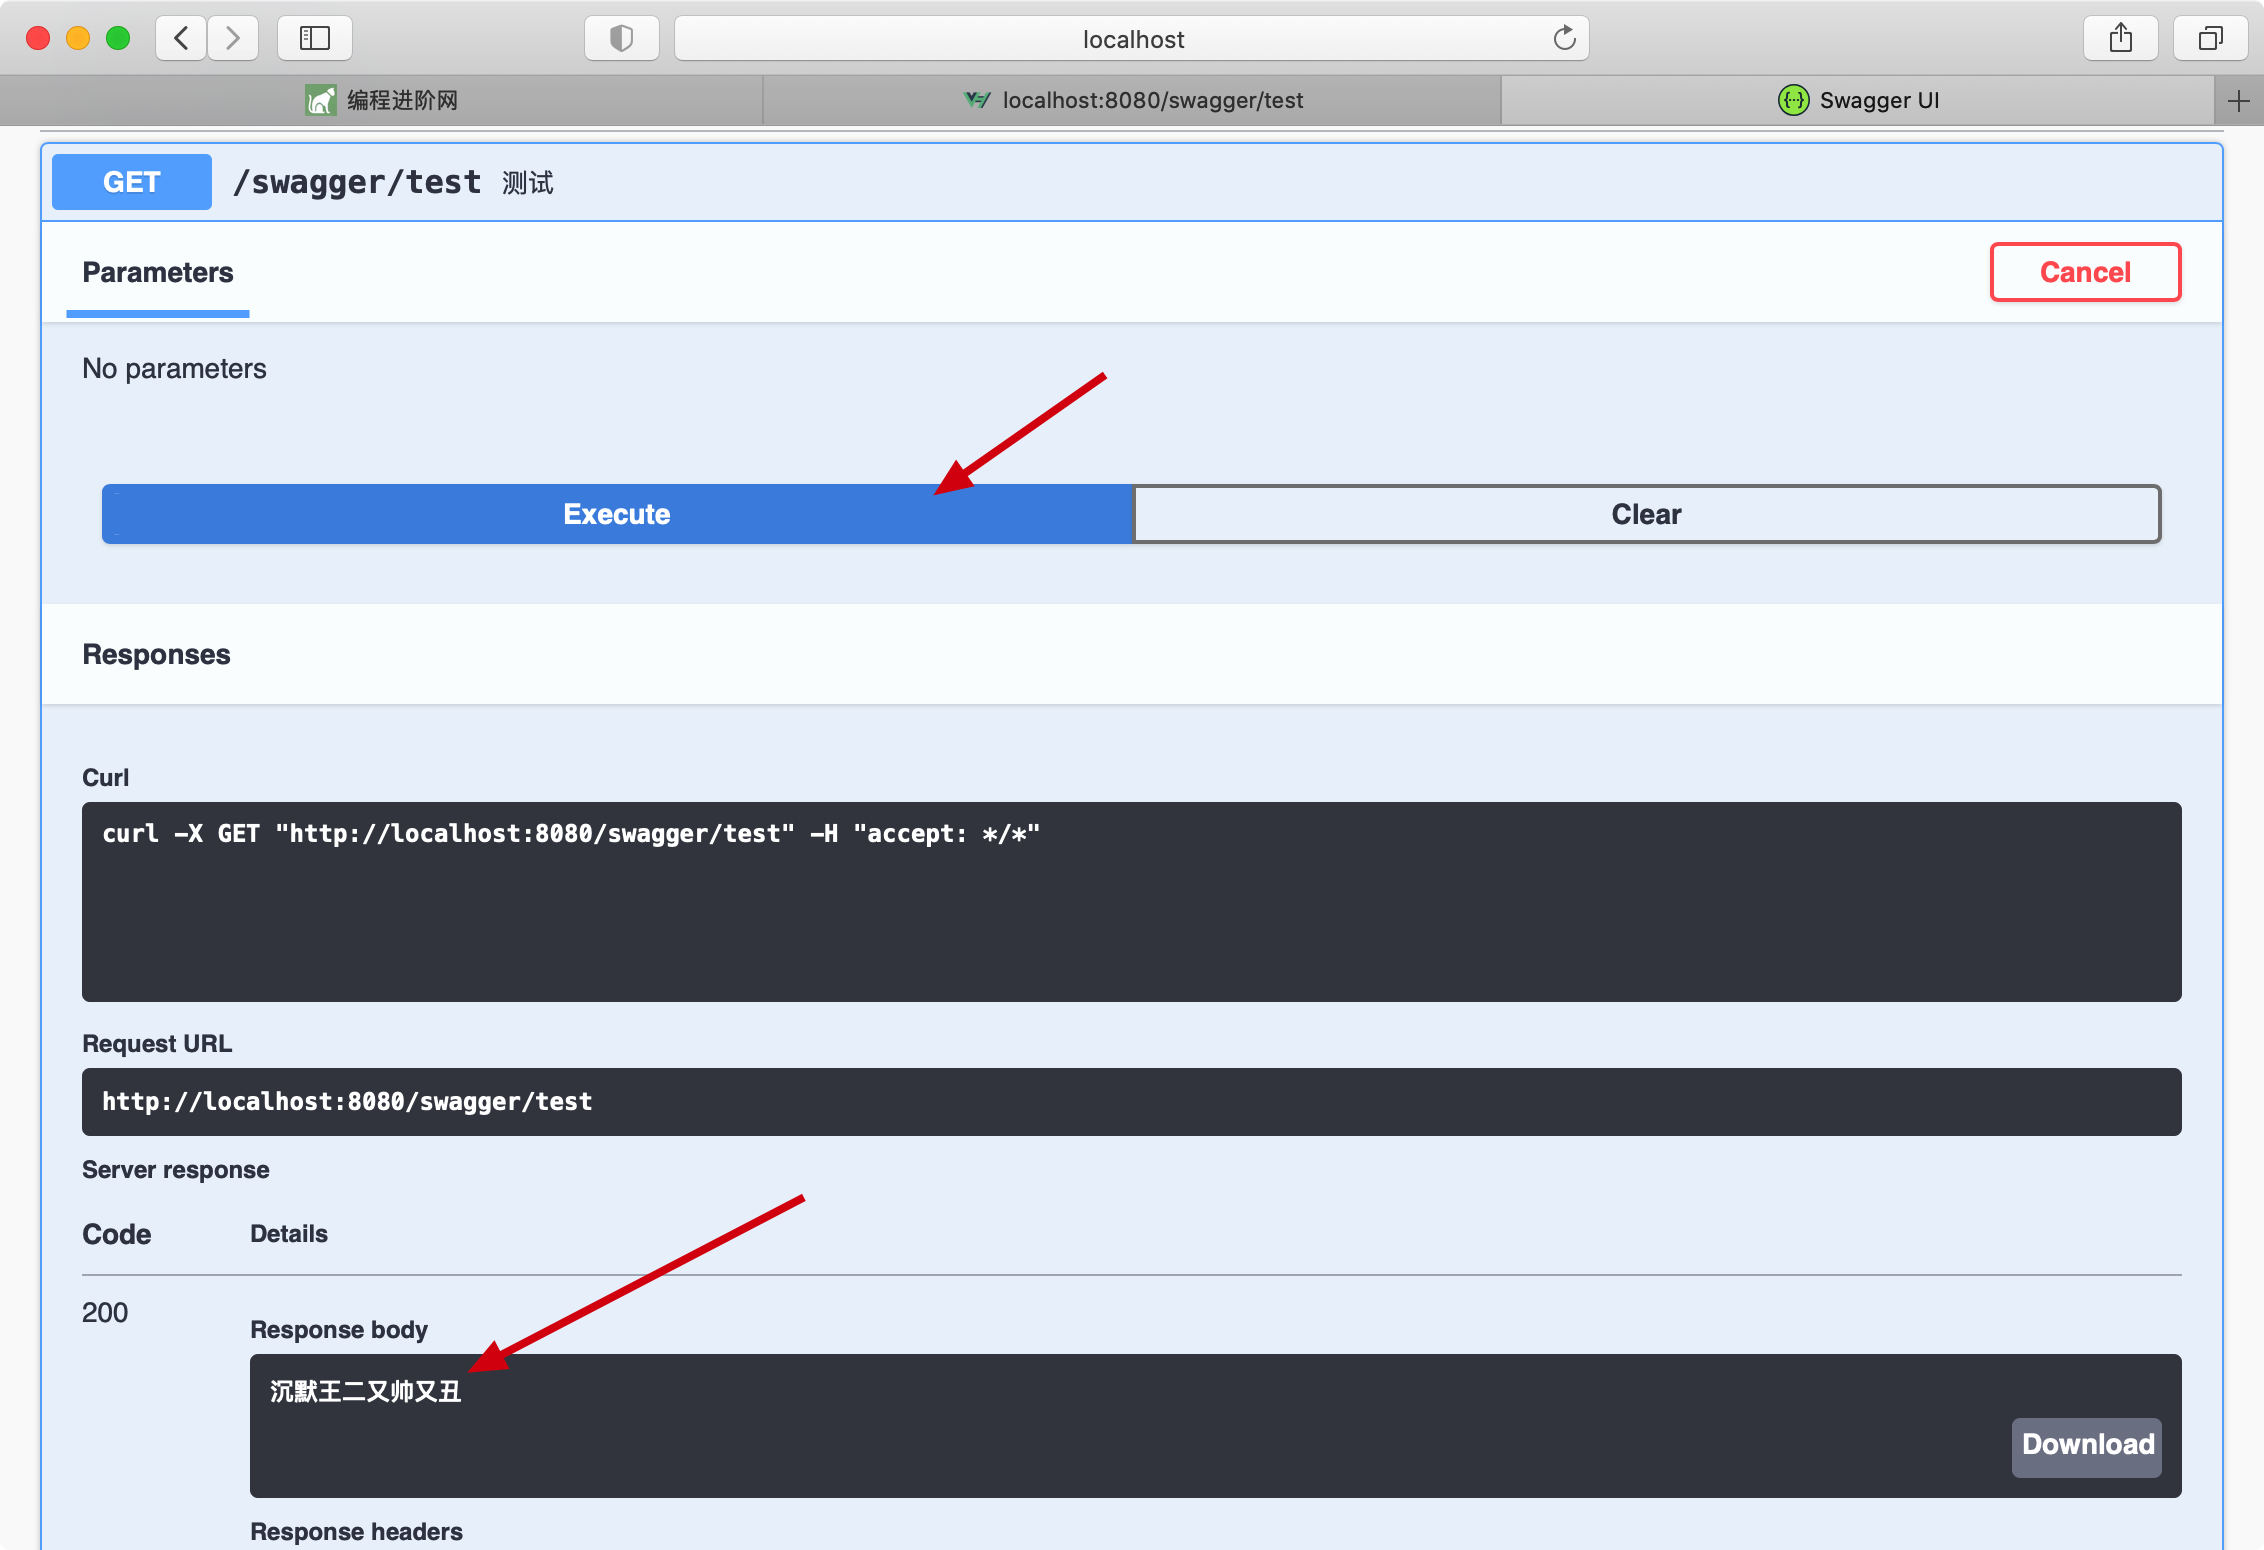 localhost
编程进阶网
localhost:8080/swagger/test
Swagger UI
GET /swagger/test 测试
Parameters
Cancel
No parameters
Execute
Clear
Responses
Curl
curl -X GET "http://localhost:8080/swagger/test" -H "accept: */*"
Request URL
http://localhost:8080/swagger/test
Server response
Code Details
200
Response body
沉默王二又帅又丑
Download
Response headers